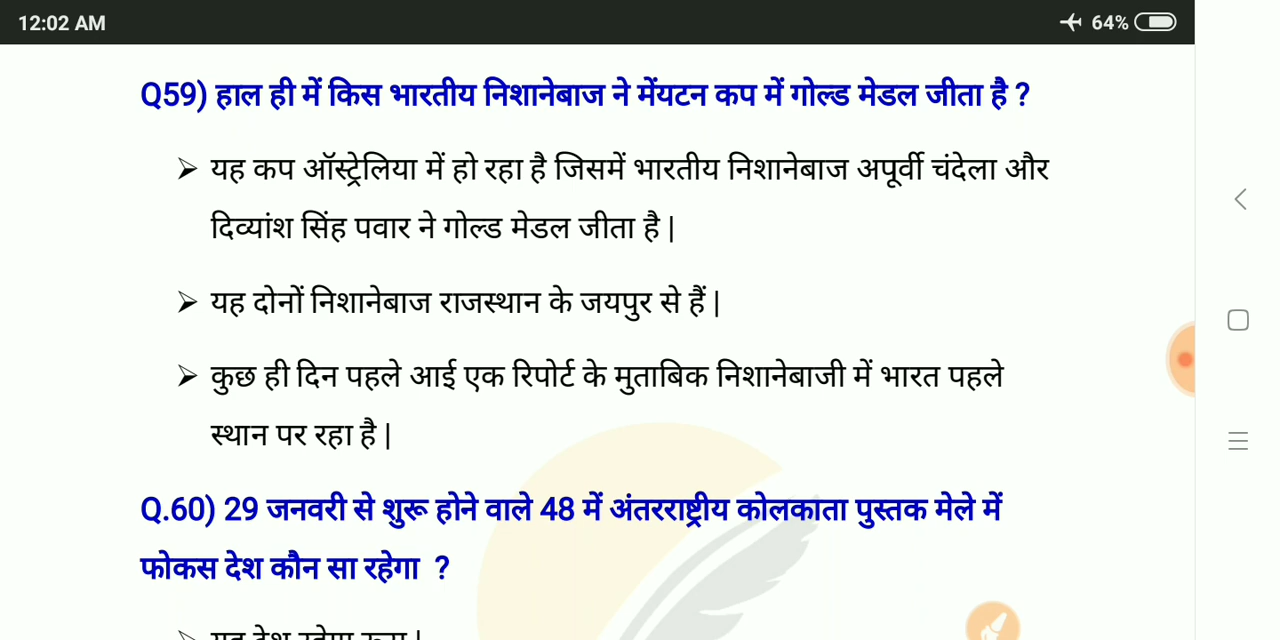 12:02 AM 64%
Q59) हाल ही में किस भारतीय निशानेबाज ने मेंयटन कप में गोल्ड मेडल जीता है ?
➢ यह कप ऑस्ट्रेलिया में हो रहा है जिसमें भारतीय निशानेबाज अपूर्वी चंदेला और
दिव्यांश सिंह पवार ने गोल्ड मेडल जीता है |
➢ यह दोनों निशानेबाज राजस्थान के जयपुर से हैं |
➢ कुछ ही दिन पहले आई एक रिपोर्ट के मुताबिक निशानेबाजी में भारत पहले
स्थान पर रहा है |
Q.60) 29 जनवरी से शुरू होने वाले 48 में अंतरराष्ट्रीय कोलकाता पुस्तक मेले में
फोकस देश कौन सा रहेगा ?